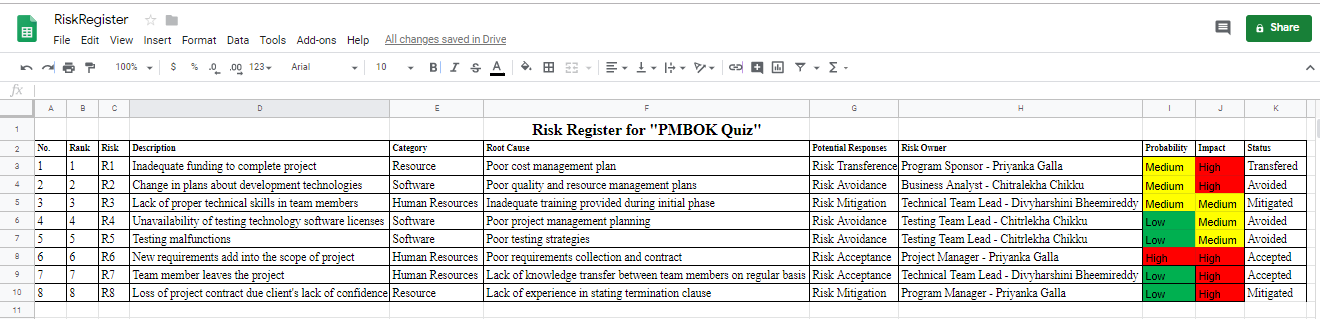 RiskRegister
File Edit View Insert Format Data Tools Add-ons Help All changes saved in Drive
Share
100% $ % .0 .00 123 Arial 10 B I S A
fx
A B C D E F G H I J K
1 Risk Register for "PMBOK Quiz"
2 No. Rank Risk Description Category Root Cause Potential Responses Risk Owner Probability Impact Status
3 1 1 R1 Inadequate funding to complete project Resource Poor cost management plan Risk Transference Program Sponsor - Priyanka Galla Medium High Transfered
4 2 2 R2 Change in plans about development technologies Software Poor quality and resource management plans Risk Avoidance Business Analyst - Chitralekha Chikku Medium High Avoided
5 3 3 R3 Lack of proper technical skills in team members Human Resources Inadequate training provided during initial phase Risk Mitigation Technical Team Lead - Divyharshini Bheemireddy Medium Medium Mitigated
6 4 4 R4 Unavailability of testing technology software licenses Software Poor project management planning Risk Avoidance Testing Team Lead - Chitrlekha Chikku Low Medium Avoided
7 5 5 R5 Testing malfunctions Software Poor testing strategies Risk Avoidance Testing Team Lead - Chitrlekha Chikku Low Medium Avoided
8 6 6 R6 New requirements add into the scope of project Human Resources Poor requirements collection and contract Risk Acceptance Project Manager - Priyanka Galla High High Accepted
9 7 7 R7 Team member leaves the project Human Resources Lack of knowledge transfer between team members on regular basis Risk Acceptance Technical Team Lead - Divyharshini Bheemireddy Low High Accepted
10 8 8 R8 Loss of project contract due client's lack of confidence Resource Lack of experience in stating termination clause Risk Mitigation Program Manager - Priyanka Galla Low High Mitigated
11